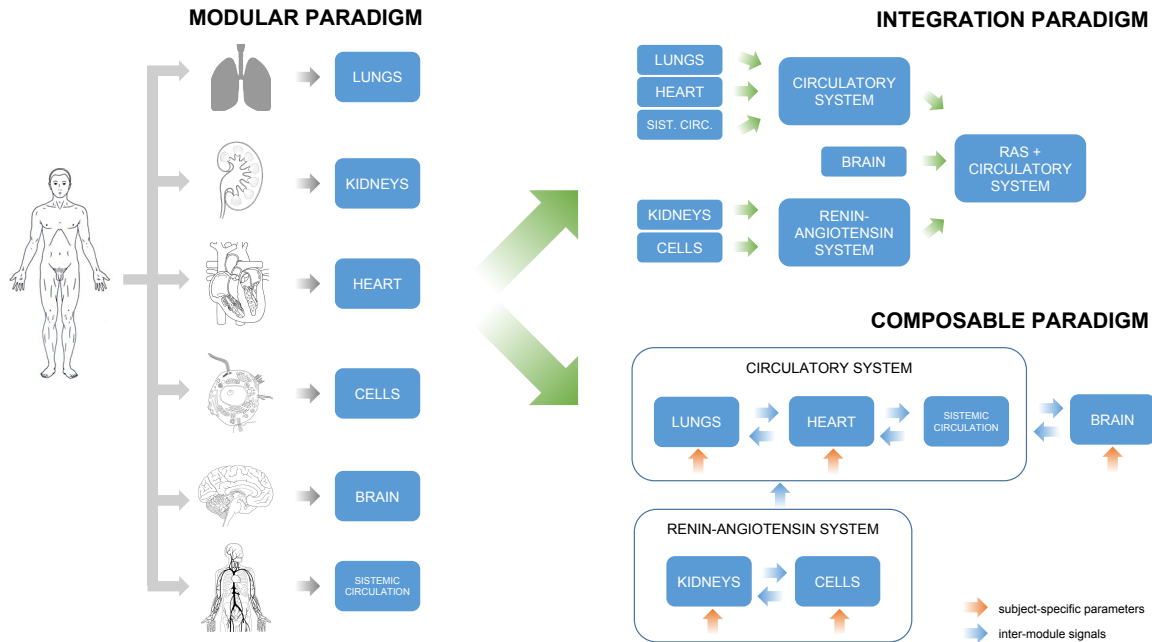 MODULAR PARADIGM
LUNGS
KIDNEYS
HEART
CELLS
BRAIN
SISTEMIC
CIRCULATION
INTEGRATION PARADIGM
LUNGS
HEART
SIST. CIRC.
CIRCULATORY
SYSTEM
BRAIN
RAS +
CIRCULATORY
SYSTEM
KIDNEYS
CELLS
RENIN-
ANGIOTENSIN
SYSTEM
COMPOSABLE PARADIGM
CIRCULATORY SYSTEM
LUNGS
HEART
SISTEMIC
CIRCULATION
BRAIN
RENIN-ANGIOTENSIN SYSTEM
KIDNEYS
CELLS
subject-specific parameters
inter-module signals